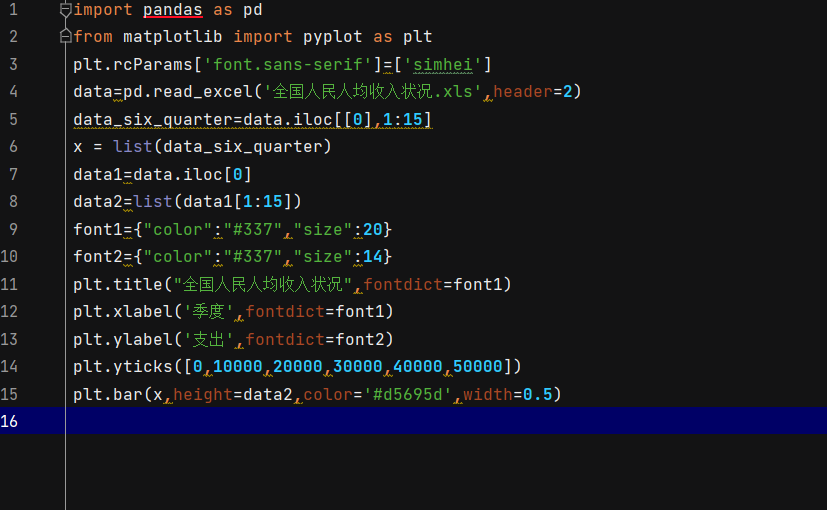 1 import pandas as pd
2 from matplotlib import pyplot as plt
3 plt.rcParams['font.sans-serif']=['simhei']
4 data=pd.read_excel('全国人民人均收入状况.xls',header=2)
5 data_six_quarter=data.iloc[[0],1:15]
6 x = list(data_six_quarter)
7 data1=data.iloc[0]
8 data2=list(data1[1:15])
9 font1={"color":"#337","size":20}
10 font2={"color":"#337","size":14}
11 plt.title("全国人民人均收入状况",fontdict=font1)
12 plt.xlabel('季度',fontdict=font1)
13 plt.ylabel('支出',fontdict=font2)
14 plt.yticks([0,10000,20000,30000,40000,50000])
15 plt.bar(x,height=data2,color='#d5695d',width=0.5)
16